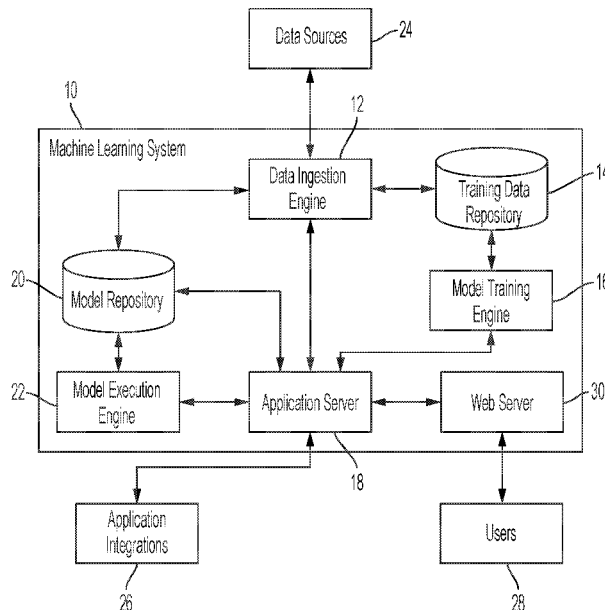 Data Sources
24
10
12
Machine Learning System
Data Ingestion
Engine
Training Data
Repository
14
20
Model Repository
Model Training
Engine
16
22
Model Execution
Engine
Application Server
Web Server
30
18
Application
Integrations
Users
26
28